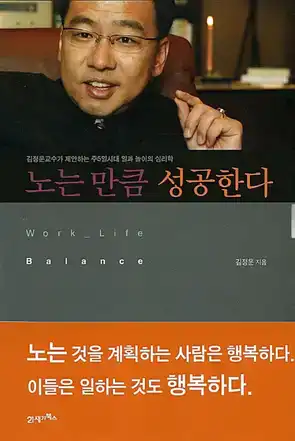 김정운교수가 제안하는 주5일시대 일과 놀이의 심리학
노는 만큼 성공한다
Work_Life
Balance
김정운 지음
노는 것을 계획하는 사람은 행복하다.
이들은 일하는 것도 행복하다.
21세기북스